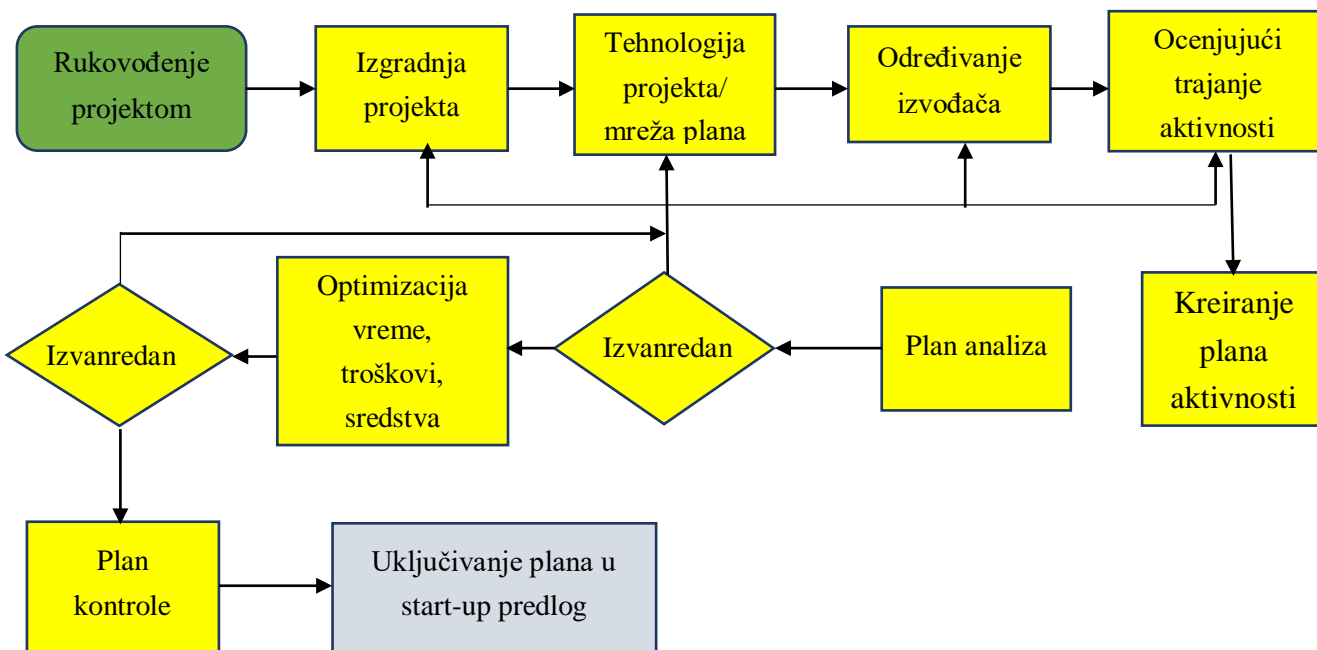 Rukovođenje
projektom
Izgradnja
projekta
Tehnologija
projekta/
mreža plana
Određivanje
izvođača
Ocenjujući
trajanje
aktivnosti
Izvanredan
Optimizacija
vreme,
troškovi,
sredstva
Izvanredan
Plan analiza
Kreiranje
plana
aktivnosti
Plan
kontrole
Uključivanje plana u
start-up predlog